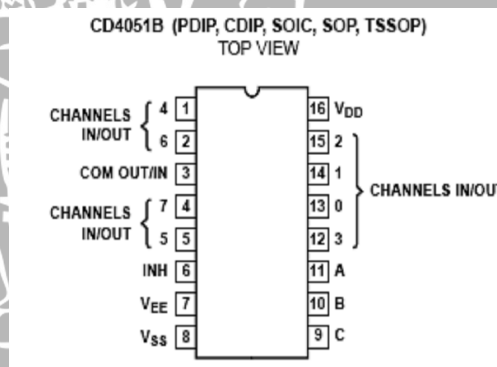 CD4051B (PDIP, CDIP, SOIC, SOP, TSSOP)
TOP VIEW
CHANNELS IN/OUT
4 1
6 2
COM OUT/IN 3
CHANNELS IN/OUT
7 4
5 5
INH 6
VEE 7
VSS 8
16 VDD
15 2
14 1
13 0
12 3
CHANNELS IN/OUT
11 A
10 B
9 C